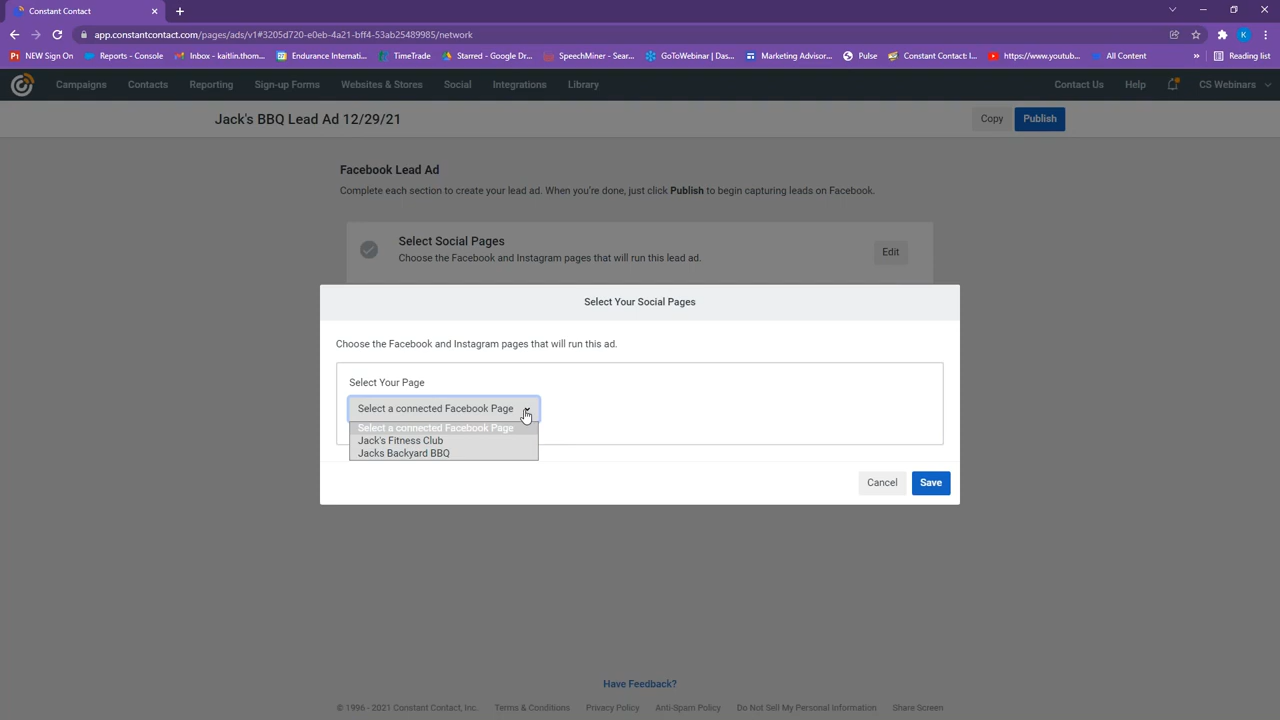 Constant Contact
app.constantcontact.com/pages/ads/v1#3205d720-e0eb-4a21-bff4-53ab25489985/network
NEW Sign On
Reports - Console
Inbox - kaitlin.thom...
Endurance Internati...
TimeTrade
Starred - Google Dr...
SpeechMiner - Sear...
GoToWebinar | Das...
Marketing Advisor...
Pulse
Constant Contact: I...
https://www.youtub...
All Content
»
Reading list
Campaigns
Contacts
Reporting
Sign-up Forms
Websites & Stores
Social
Integrations
Library
Contact Us
Help
CS Webinars
Jack's BBQ Lead Ad 12/29/21
Copy
Publish
Facebook Lead Ad
Complete each section to create your lead ad. When you're done, just click Publish to begin capturing leads on Facebook.
Select Social Pages
Choose the Facebook and Instagram pages that will run this lead ad.
Edit
Select Your Social Pages
Choose the Facebook and Instagram pages that will run this ad.
Select Your Page
Select a connected Facebook Page
Select a connected Facebook Page
Jack's Fitness Club
Jacks Backyard BBQ
Cancel
Save
Have Feedback?
© 1996 - 2021 Constant Contact, Inc.
Terms & Conditions
Privacy Policy
Anti-Spam Policy
Do Not Sell My Personal Information
Share Screen